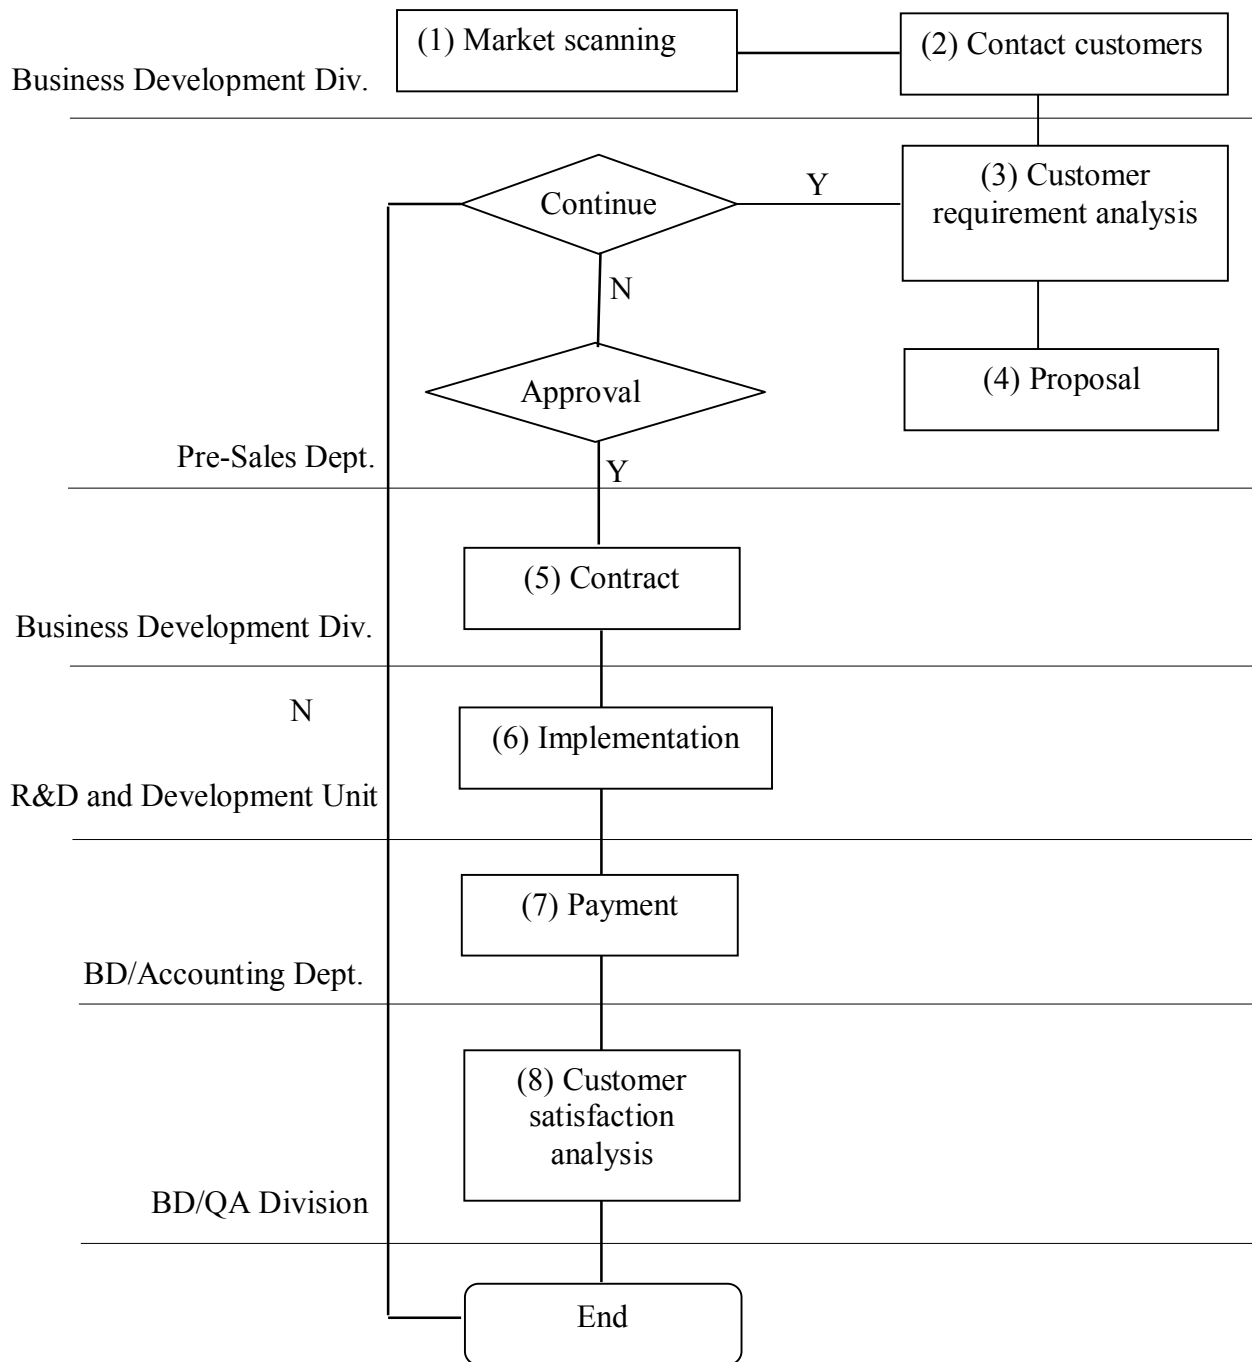 (1) Market scanning
(2) Contact customers
Business Development Div.
Continue
Y
(3) Customer
requirement analysis
N
Approval
(4) Proposal
Pre-Sales Dept.
Y
(5) Contract
Business Development Div.
N
(6) Implementation
R&D and Development Unit
(7) Payment
BD/Accounting Dept.
(8) Customer
satisfaction
analysis
BD/QA Division
End